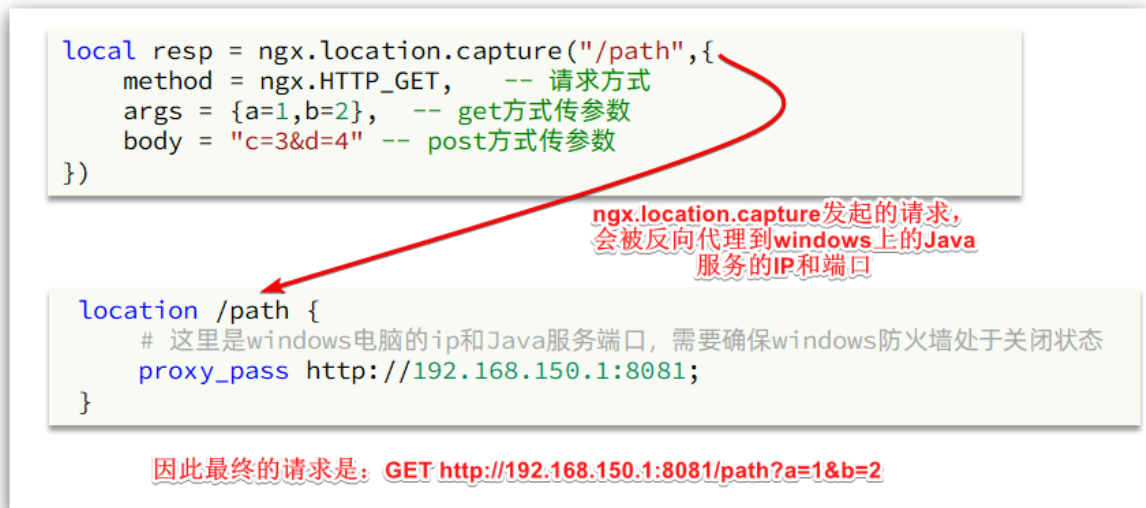 local resp = ngx.location.capture("/path",{
    method = ngx.HTTP_GET,   -- 请求方式
    args = {a=1,b=2},  -- get方式传参数
    body = "c=3&d=4" -- post方式传参数
})
ngx.location.capture发起的请求，
会被反向代理到windows上的Java
服务的IP和端口
location /path {
    # 这里是windows电脑的ip和Java服务端口，需要确保windows防火墙处于关闭状态
    proxy_pass http://192.168.150.1:8081;
}
因此最终的请求是：GET http://192.168.150.1:8081/path?a=1&b=2